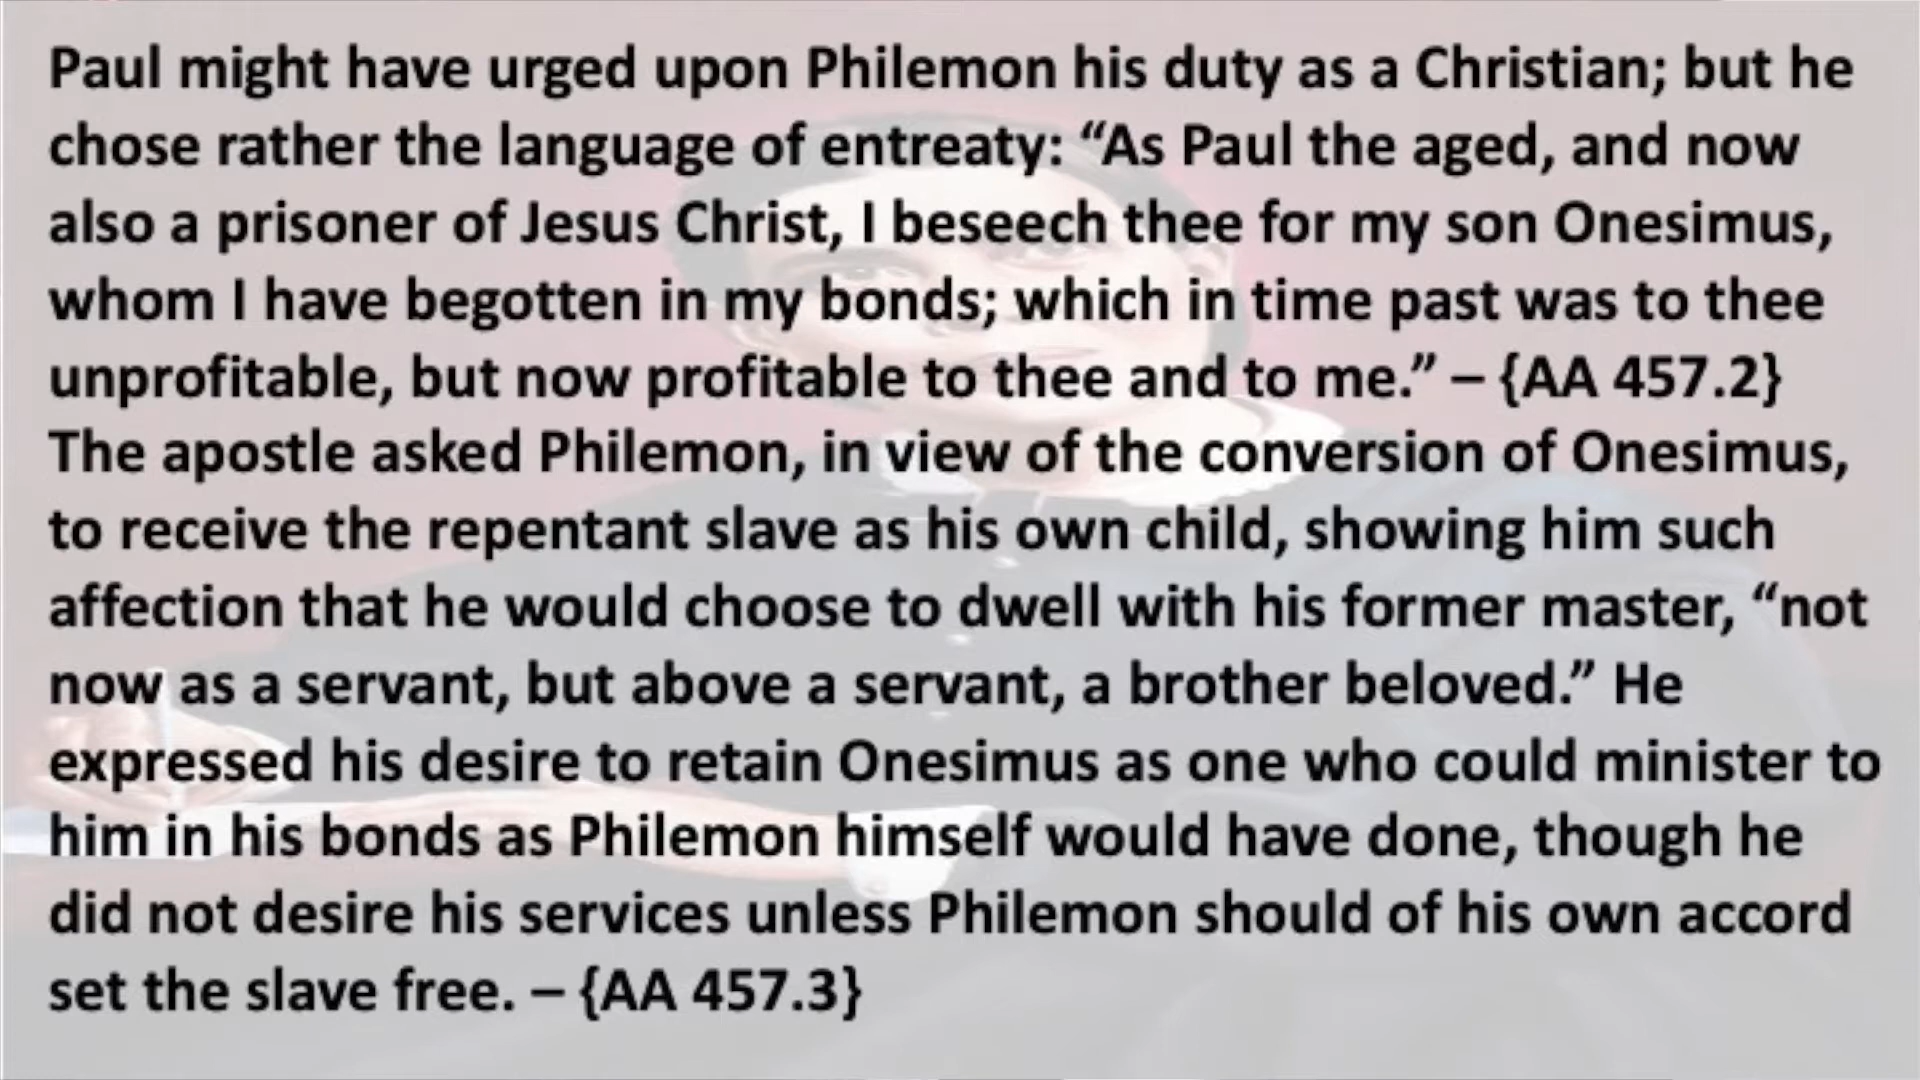 Paul might have urged upon Philemon his duty as a Christian; but he
chose rather the language of entreaty: “As Paul the aged, and now
also a prisoner of Jesus Christ, I beseech thee for my son Onesimus,
whom I have begotten in my bonds; which in time past was to thee
unprofitable, but now profitable to thee and to me.” – {AA 457.2}
The apostle asked Philemon, in view of the conversion of Onesimus,
to receive the repentant slave as his own child, showing him such
affection that he would choose to dwell with his former master, “not
now as a servant, but above a servant, a brother beloved.” He
expressed his desire to retain Onesimus as one who could minister to
him in his bonds as Philemon himself would have done, though he
did not desire his services unless Philemon should of his own accord
set the slave free. – {AA 457.3}